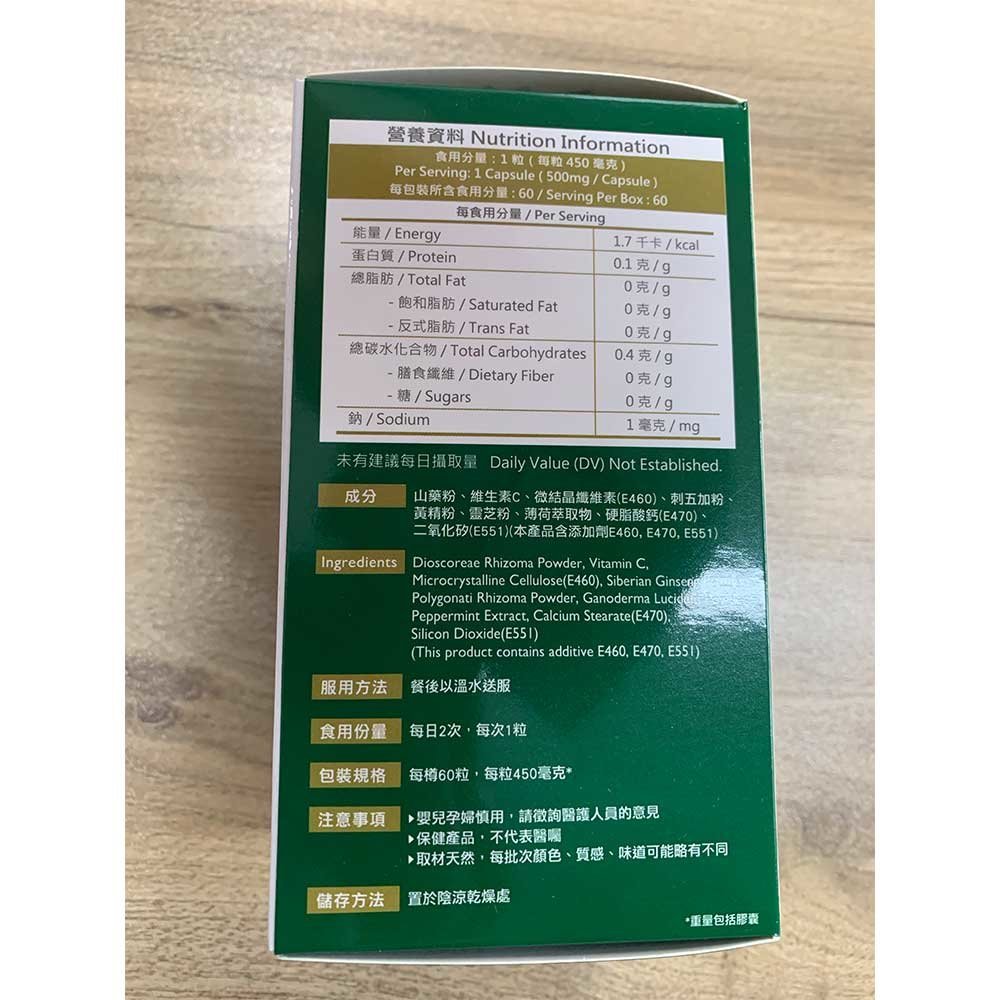 營養資料 Nutrition Information
食用分量：1 粒 ( 每粒 450 毫克 )
Per Serving: 1 Capsule ( 500mg / Capsule )
每包裝所含食用分量 : 60 / Serving Per Box : 60
每食用分量 / Per Serving
能量 / Energy 1.7 千卡 / kcal
蛋白質 / Protein 0.1 克 / g
總脂肪 / Total Fat 0 克 / g
- 飽和脂肪 / Saturated Fat 0 克 / g
- 反式脂肪 / Trans Fat 0 克 / g
總碳水化合物 / Total Carbohydrates 0.4 克 / g
- 膳食纖維 / Dietary Fiber 0 克 / g
- 糖 / Sugars 0 克 / g
鈉 / Sodium 1 毫克 / mg
未有建議每日攝取量 Daily Value (DV) Not Established.
成分 山藥粉、維生素C、微結晶纖維素(E460)、刺五加粉、
黃精粉、靈芝粉、薄荷萃取物、硬脂酸鈣(E470)、
二氧化矽(E551)(本產品含添加劑E460, E470, E551)
Ingredients Dioscoreae Rhizoma Powder, Vitamin C,
Microcrystalline Cellulose(E460), Siberian
Polygonati Rhizoma Powder, Ganoderma
Peppermint Extract, Calcium Stearate(E470),
Silicon Dioxide(E551)
(This product contains additive E460, E470, E551)
服用方法 餐後以溫水送服
食用份量 每日2次，每次1粒
包裝規格 每樽60粒，每粒450毫克*
注意事項 ▸嬰兒孕婦慎用，請徵詢醫護人員的意見
▸保健產品，不代表醫囑
▸取材天然，每批次顏色、質感、味道可能略有不同
儲存方法 置於陰涼乾燥處
*重量包括膠囊